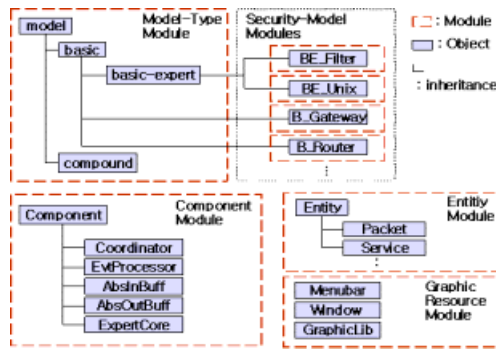 model
Model-Type
Module
basic
basic-expert
compound
Security-Model
Modules
BE_Filter
BE_Unix
B_Gateway
B_Router
⋮
: Module
: Object
: inheritance
Component
Component
Module
Coordinator
EvtProcessor
AbsInBuff
AbsOutBuff
ExpertCore
Entity
Entitiy
Module
Packet
Service
⋮
Menubar
Window
GraphicLib
Graphic
Resource
Module